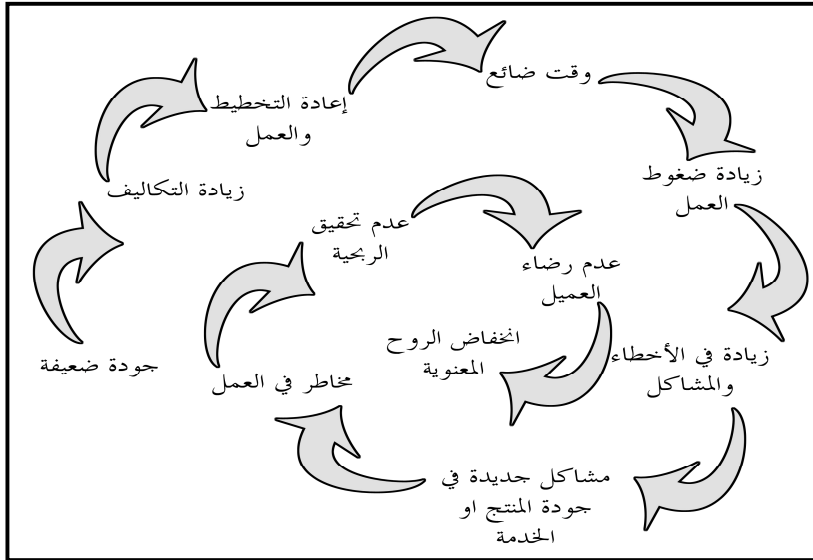 وقت ضائع
إعادة التخطيط
والعمل
زيادة ضغوط
العمل
زيادة التكاليف
عدم تحقيق
الربحية
عدم رضاء
العميل
انخفاض الروح
المعنوية
زيادة في الأخطاء
والمشاكل
جودة ضعيفة
مخاطر في العمل
مشاكل جديدة في
جودة المنتج او
الخدمة